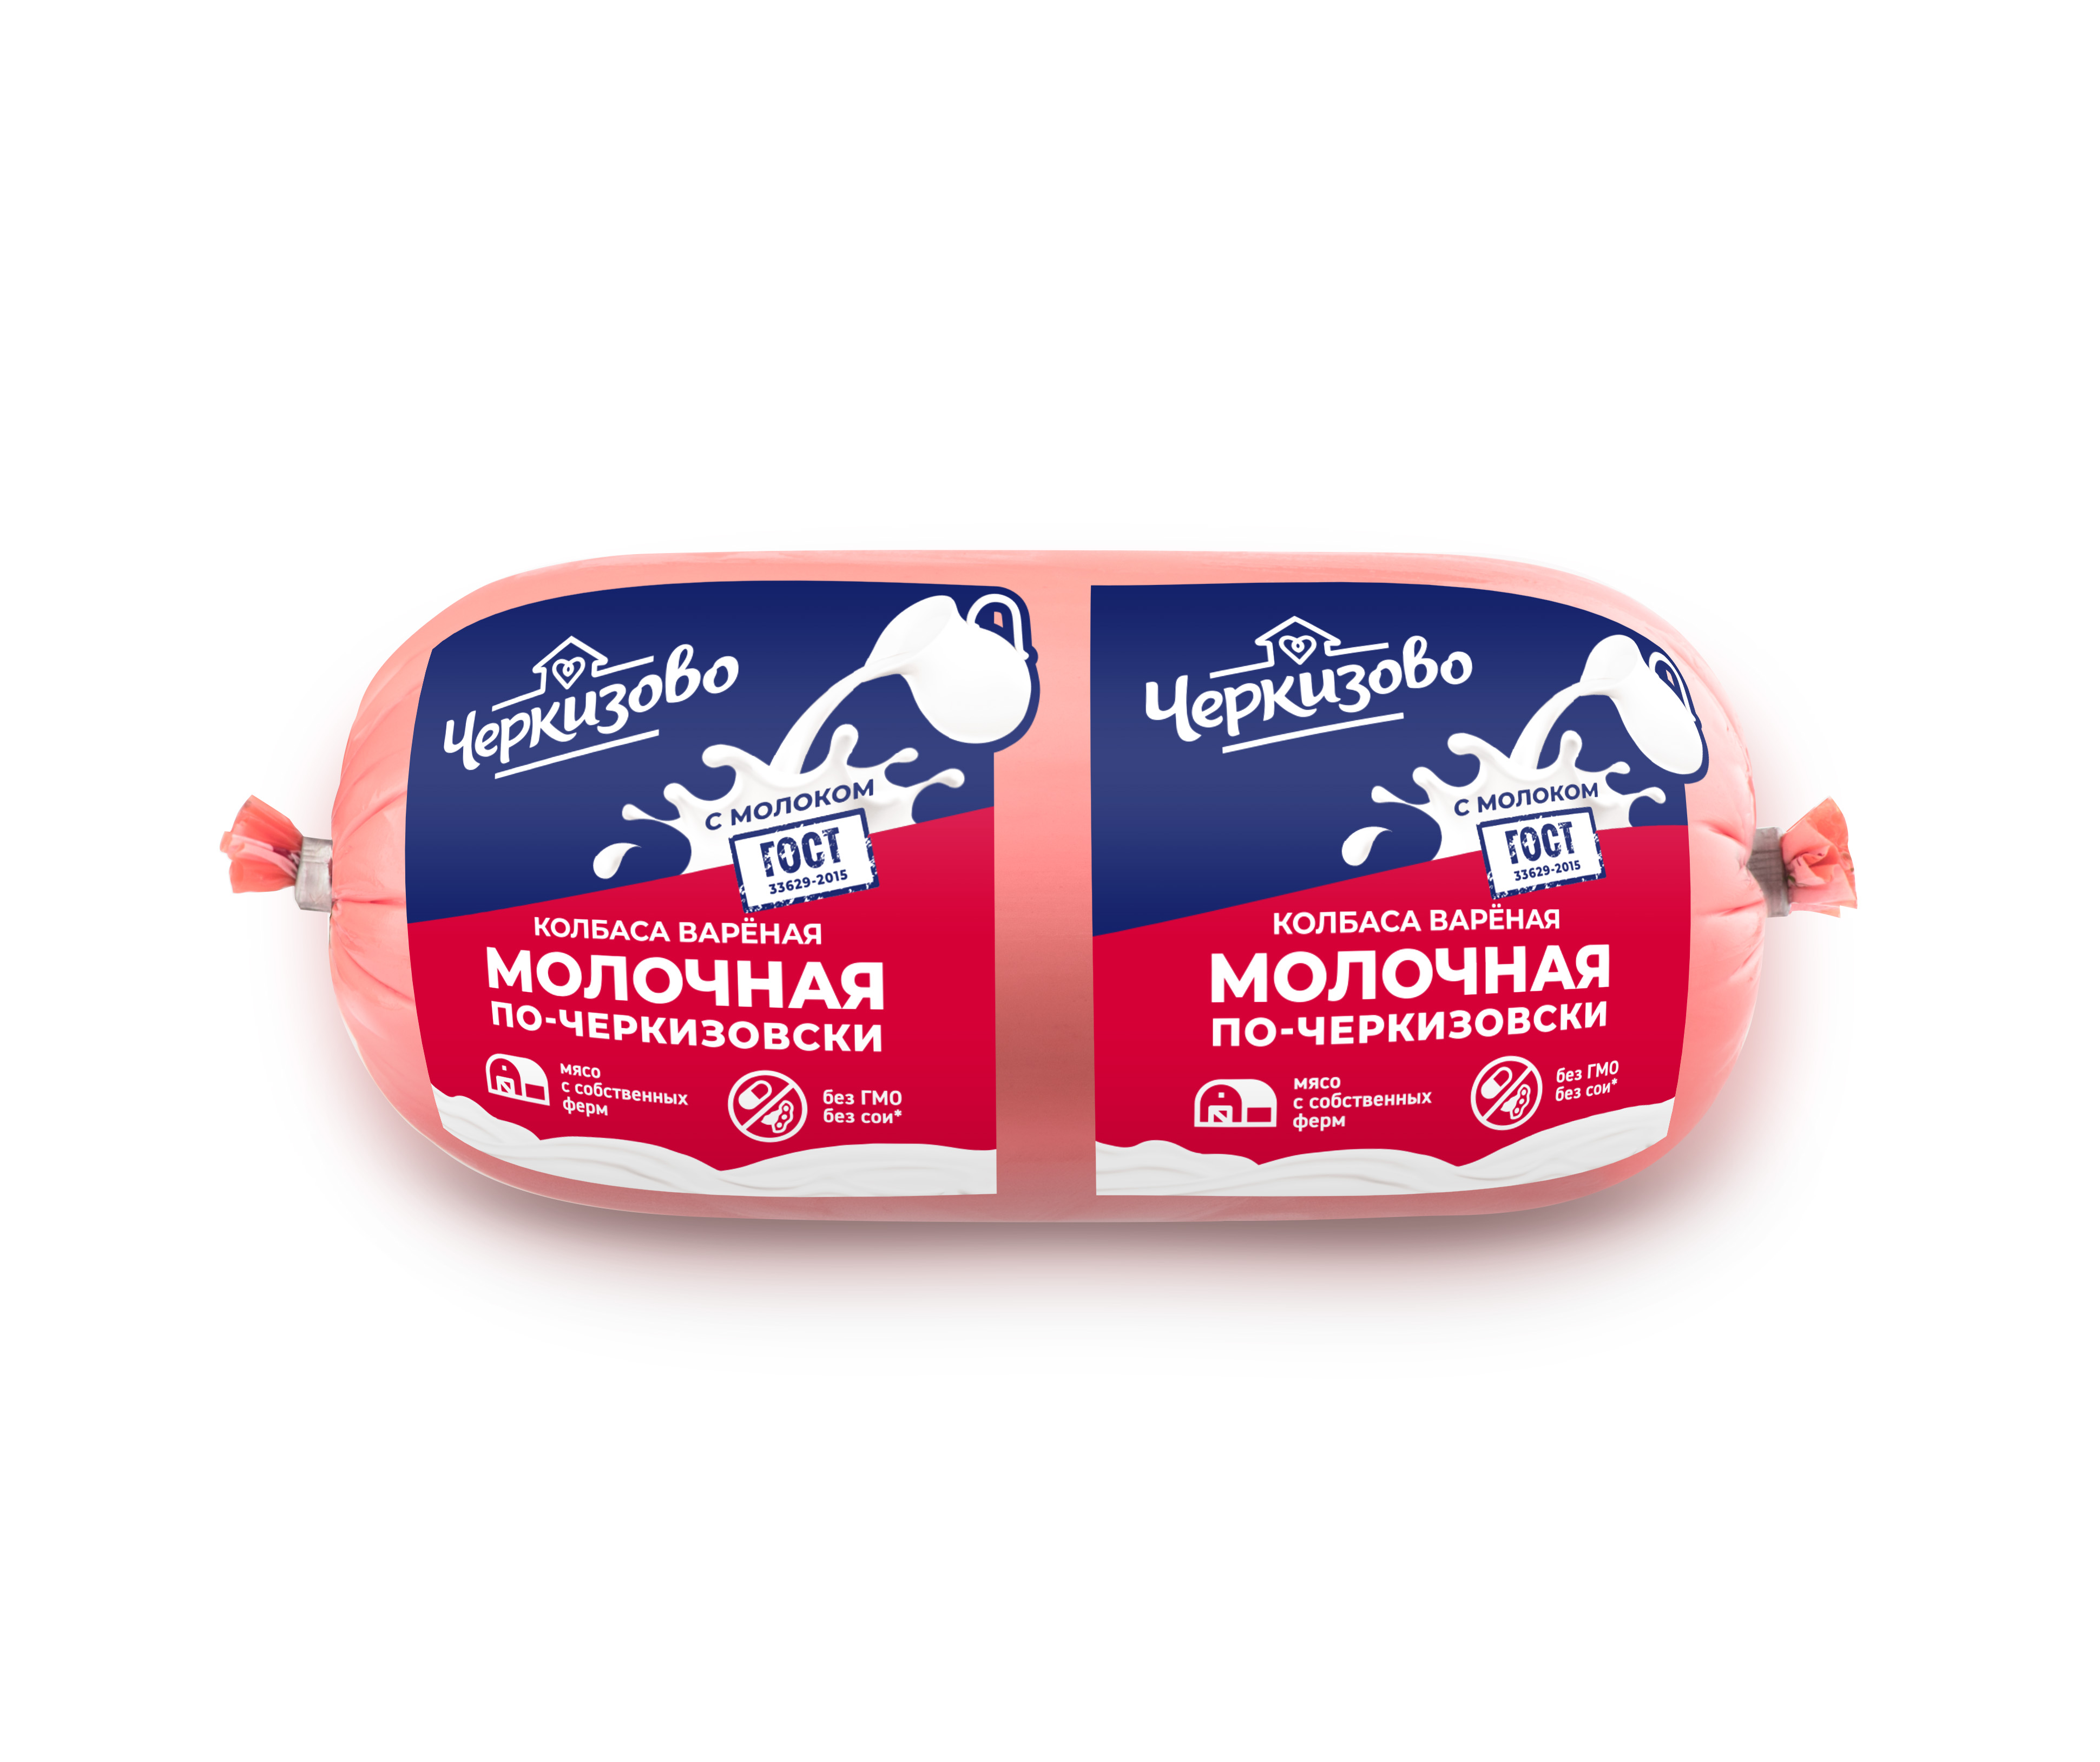 Черкизово
С МОЛОКОМ
ГОСТ
33629-2015
КОЛБАСА ВАРЁНАЯ
МОЛОЧНАЯ
ПО-ЧЕРКИЗОВСКИ
мясо
с собственных
ферм
без ГМО
без сои*
Черкизово
С МОЛОКОМ
ГОСТ
33629-2015
КОЛБАСА ВАРЁНАЯ
МОЛОЧНАЯ
ПО-ЧЕРКИЗОВСКИ
мясо
с собственных
ферм
без ГМО
без сои*